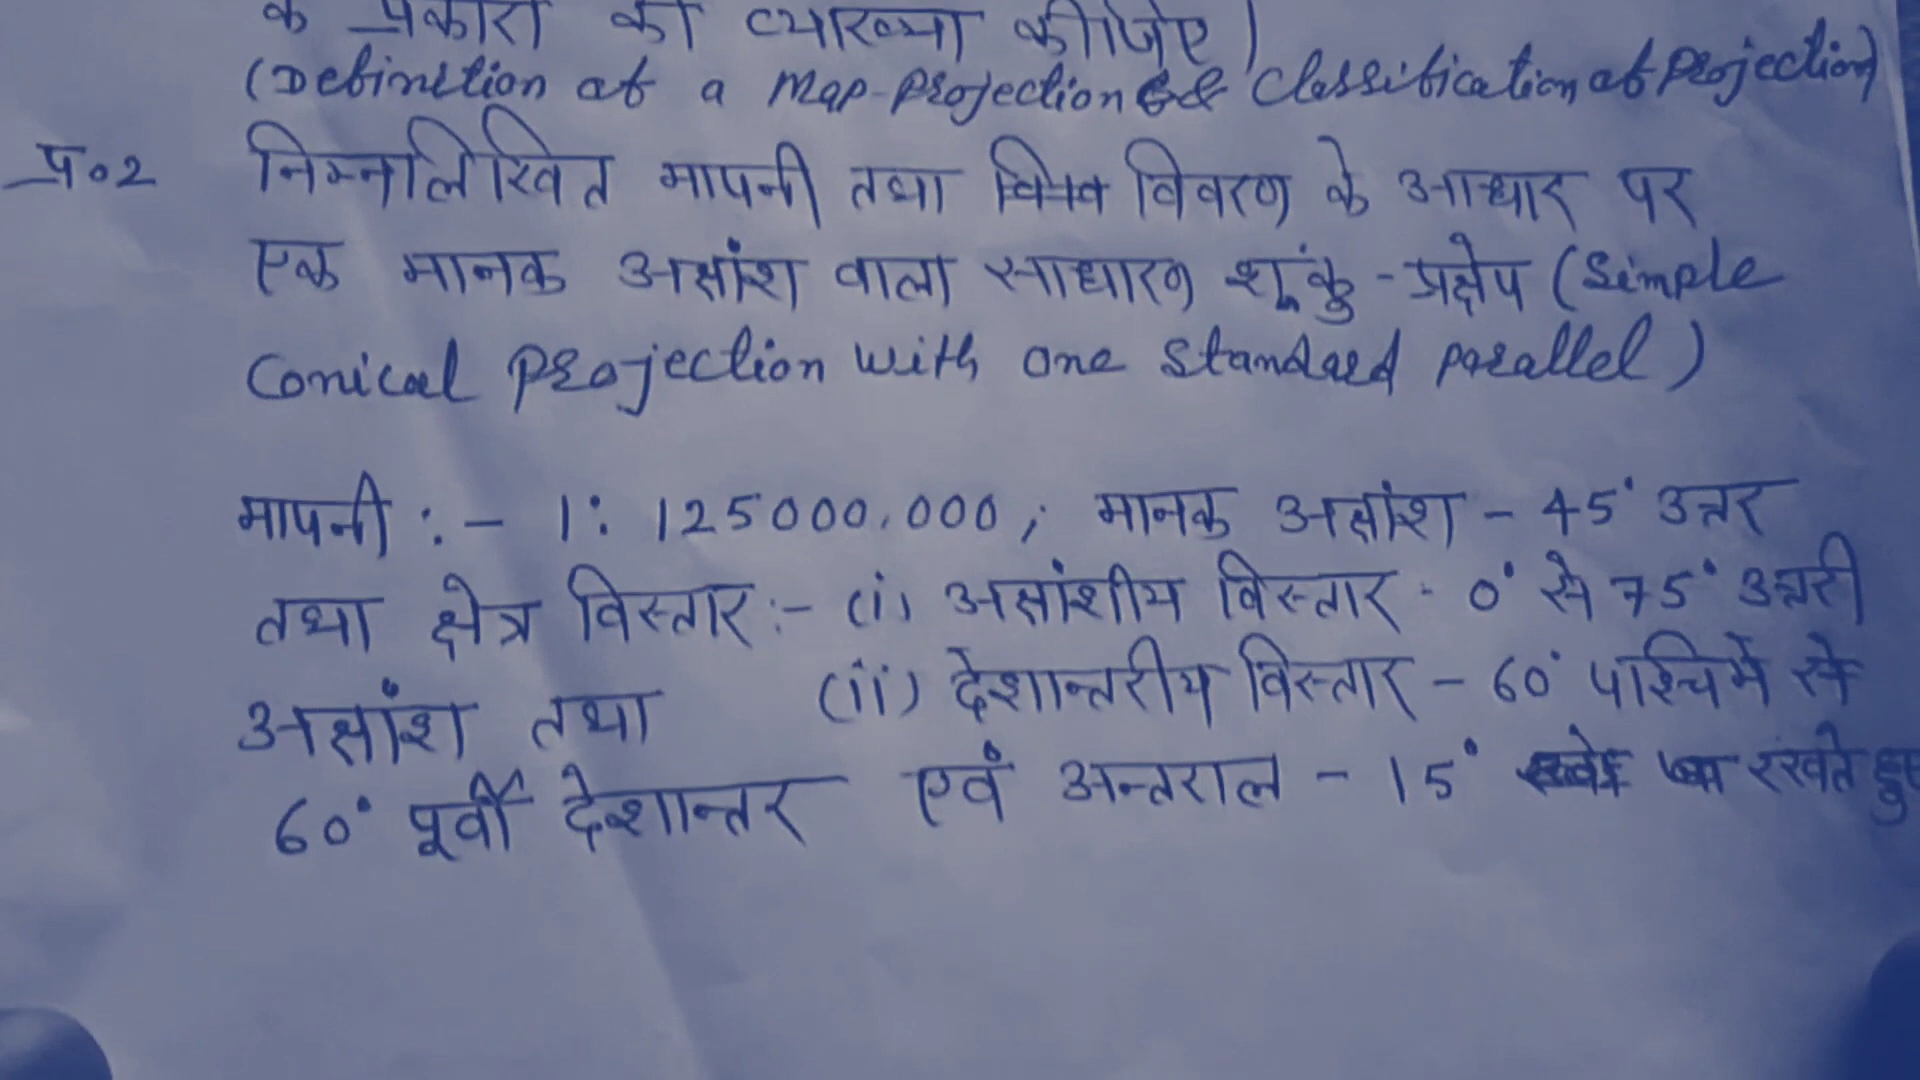 के प्रकारों की व्याख्या कीजिए।
(Definition of a Map-Projection & Classification of Projection)
प्र०2 निम्नलिखित मापनी तथा विवरण के आधार पर
एक मानक अक्षांश वाला साधारण शंकु-प्रक्षेप (Simple
Conical Projection with one Standard parallel)
मापनी :- 1: 125000,000; मानक अक्षांश - 45° उत्तर
तथा क्षेत्र विस्तार:- (i) अक्षांशीय विस्तार - 0° से 75° उत्तरी
अक्षांश तथा (ii) देशान्तरीय विस्तार - 60° पश्चिमी से
60° पूर्वी देशान्तर एवं अन्तराल - 15° रखते हुए